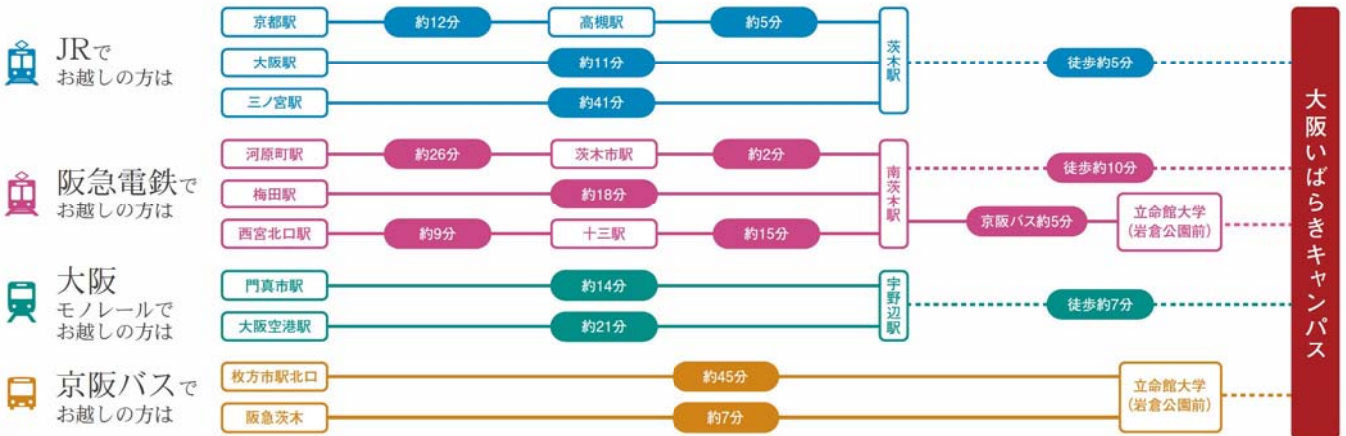 JRで
お越しの方は
京都駅 約12分 高槻駅 約5分
大阪駅 約11分
三ノ宮駅 約41分
茨木駅
徒歩約5分
阪急電鉄で
お越しの方は
河原町駅 約26分 茨木市駅 約2分
梅田駅 約18分
西宮北口駅 約9分 十三駅 約15分
南茨木駅
徒歩約10分
京阪バス約5分
立命館大学
(岩倉公園前)
大阪
モノレールで
お越しの方は
門真市駅 約14分
大阪空港駅 約21分
宇野辺駅
徒歩約7分
京阪バスで
お越しの方は
枚方市駅北口 約45分
阪急茨木 約7分
立命館大学
(岩倉公園前)
大阪いばらきキャンパス